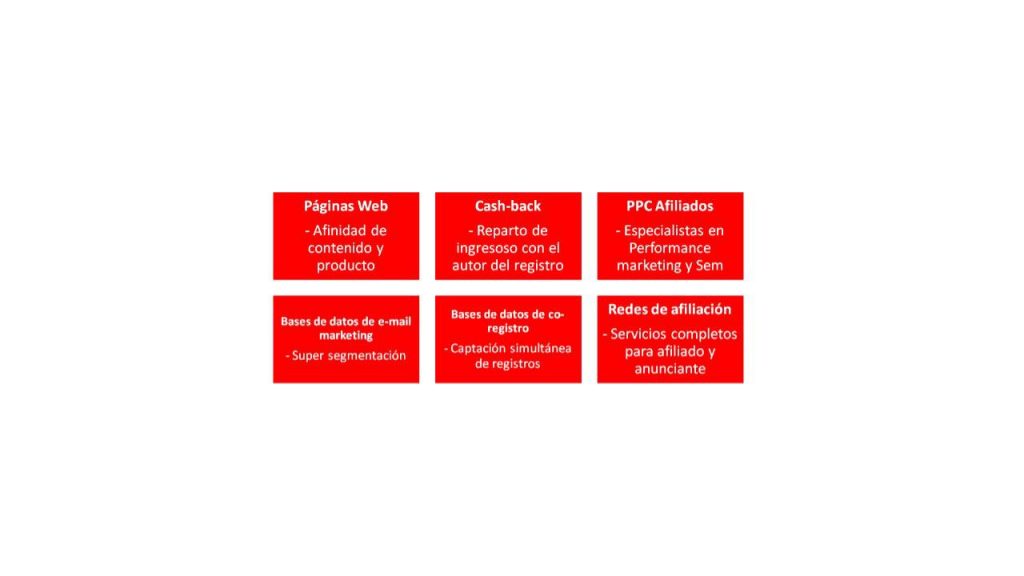 Páginas Web
- Afinidad de
contenido y
producto
Cash-back
- Reparto de
ingresoso con el
autor del registro
PPC Afiliados
- Especialistas en
Performance
marketing y Sem
Bases de datos de e-mail
marketing
- Super segmentación
Bases de datos de co-
registro
- Captación simultánea
de registros
Redes de afiliación
- Servicios completos
para afiliado y
anunciante